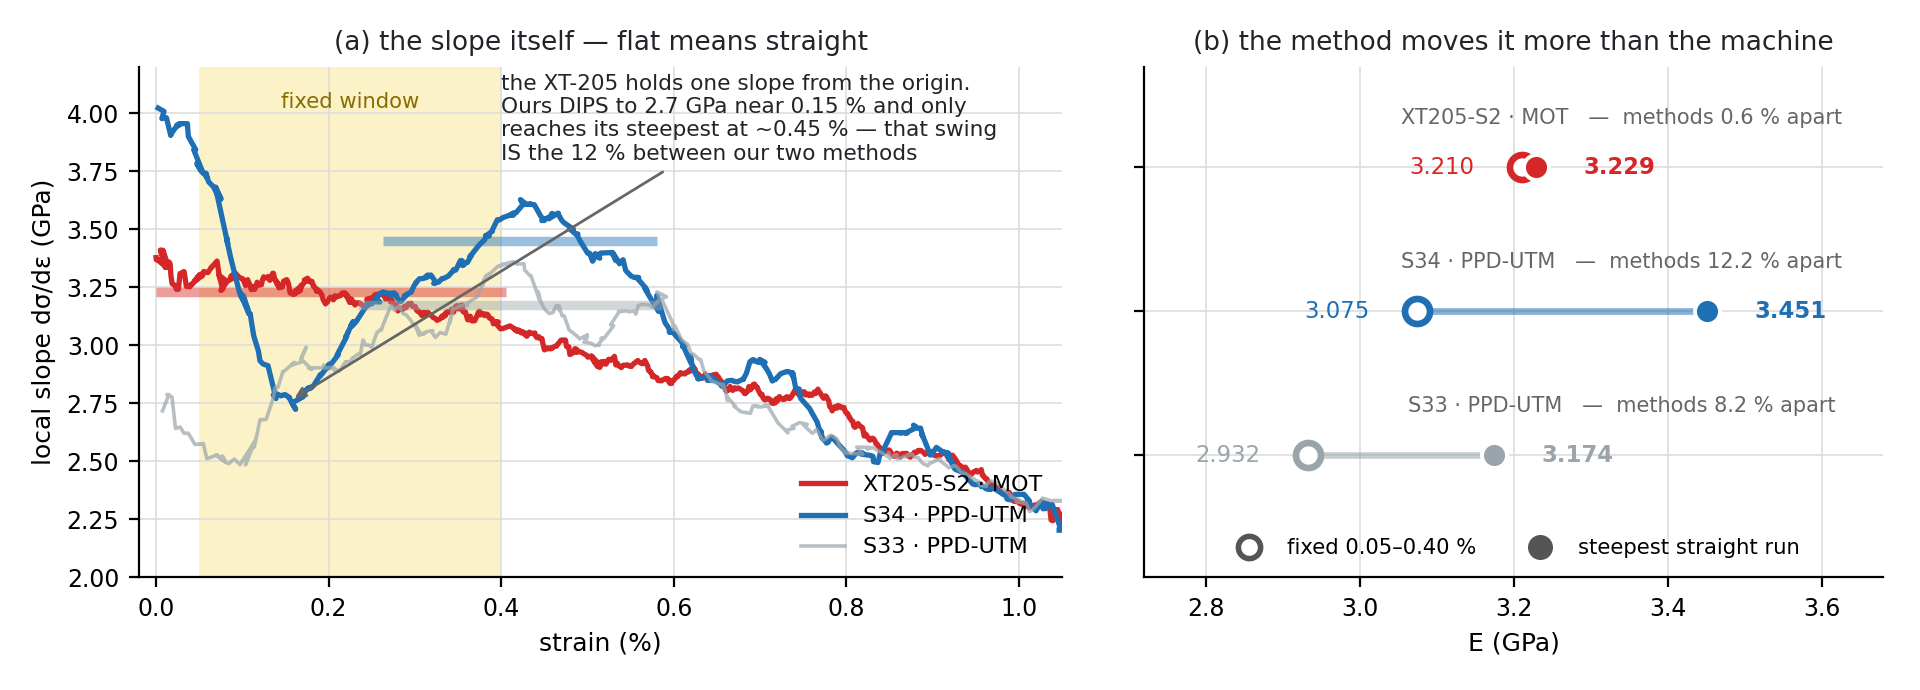 (a) the slope itself — flat means straight
fixed window
the XT-205 holds one slope from the origin.
Ours DIPS to 2.7 GPa near 0.15 % and only
reaches its steepest at ~0.45 % — that swing
IS the 12 % between our two methods
local slope dσ/dε (GPa)
4.00
3.75
3.50
3.25
3.00
2.75
2.50
2.25
2.00
XT205-S2 · MOT
S34 · PPD-UTM
S33 · PPD-UTM
0.0 0.2 0.4 0.6 0.8 1.0
strain (%)
(b) the method moves it more than the machine
XT205-S2 · MOT — methods 0.6 % apart
3.210 3.229
S34 · PPD-UTM — methods 12.2 % apart
3.075 3.451
S33 · PPD-UTM — methods 8.2 % apart
2.932 3.174
fixed 0.05–0.40 % steepest straight run
2.8 3.0 3.2 3.4 3.6
E (GPa)